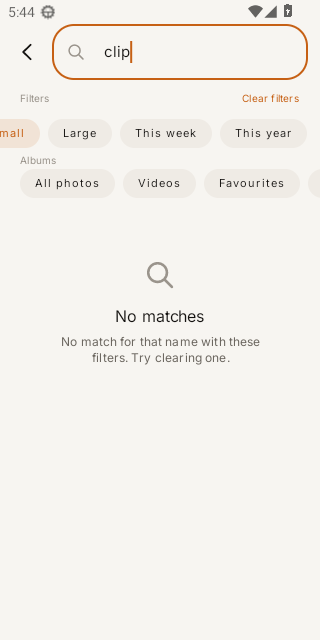 5:44
clip
Filters
Clear filters
mall
Large
This week
This year
Albums
All photos
Videos
Favourites
No matches
No match for that name with these
filters. Try clearing one.